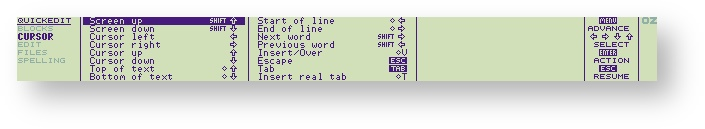 QUICKEDIT
BLOCKS
CURSOR
EDIT
FILES
SPELLING
Screen up SHIFT ⇧
Screen down SHIFT ⇩
Cursor left ⇦
Cursor right ⇨
Cursor up ⇧
Cursor down ⇩
Top of text ◇ ⇧
Bottom of text ◇ ⇩
Start of line ◇ ⇦
End of line ◇ ⇨
Next word SHIFT ⇨
Previous word SHIFT ⇦
Insert/Over ◇U
Escape ESC
Tab TAB
Insert real tab ◇T
MENU
ADVANCE
⇦ ⇨ ⇩ ⇧
SELECT
ENTER
ACTION
ESC
RESUME
OZ